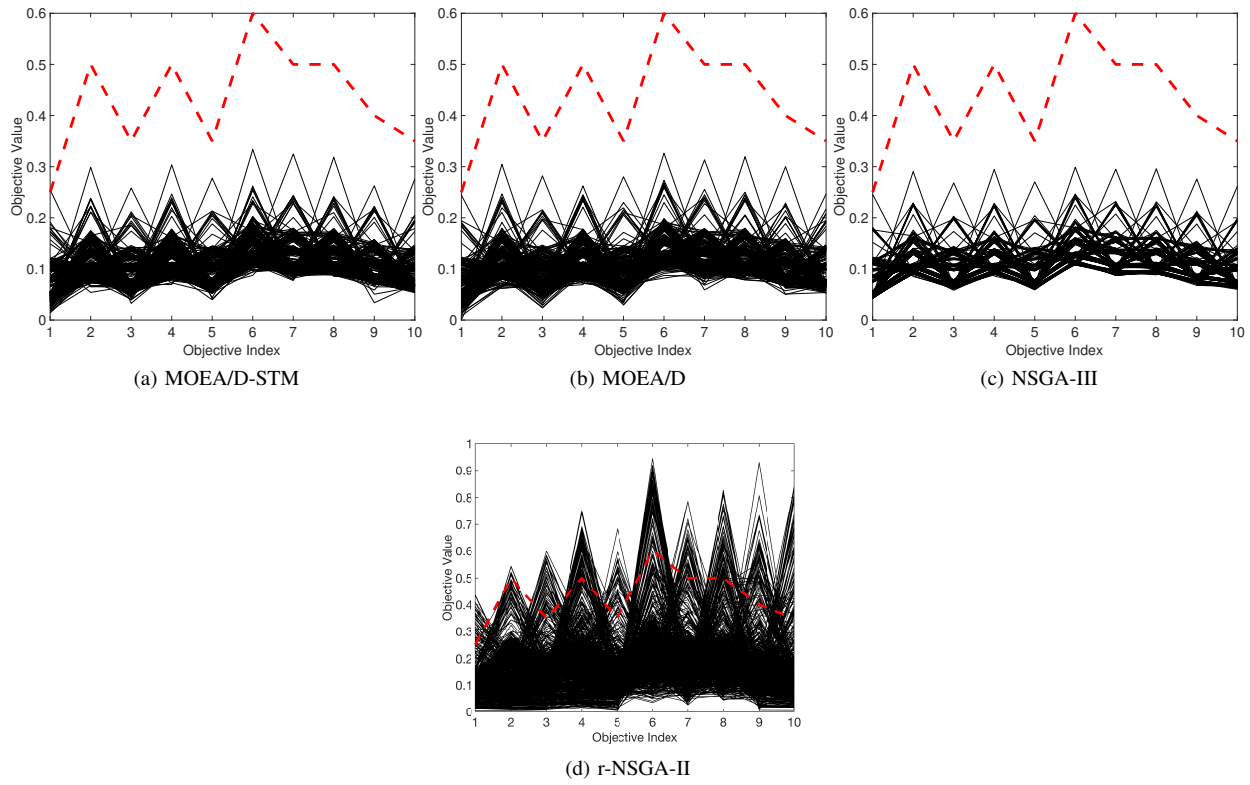 0.6
0.5
0.4
0.3
0.2
0.1
0
Objective Value
1 2 3 4 5 6 7 8 9 10
Objective Index
(a) MOEA/D-STM
0.6
0.5
0.4
0.3
0.2
0.1
0
Objective Value
1 2 3 4 5 6 7 8 9 10
Objective Index
(b) MOEA/D
0.6
0.5
0.4
0.3
0.2
0.1
0
Objective Value
1 2 3 4 5 6 7 8 9 10
Objective Index
(c) NSGA-III
1
0.9
0.8
0.7
0.6
0.5
0.4
0.3
0.2
0.1
0
Objective Value
1 2 3 4 5 6 7 8 9 10
Objective Index
(d) r-NSGA-II